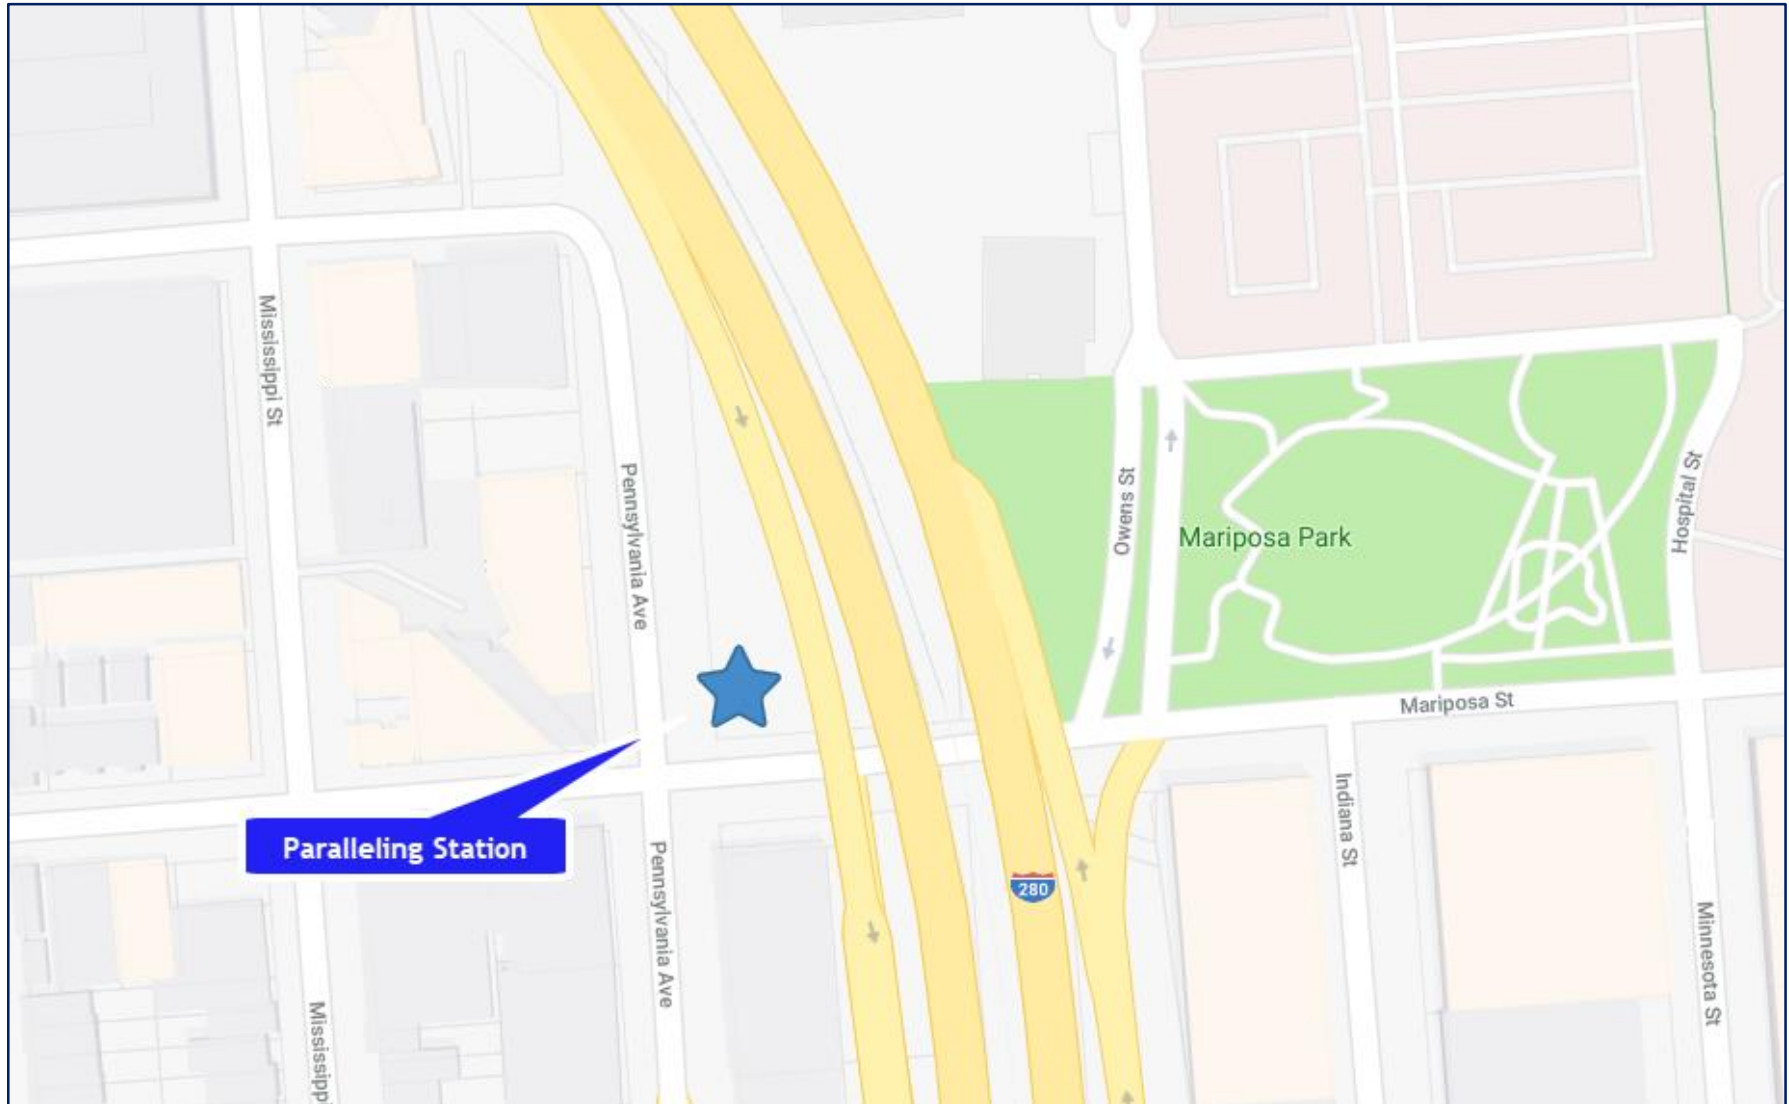 Mississippi St
Pennsylvania Ave
Owens St
Mariposa Park
Hospital St
Mariposa St
Paralleling Station
Pennsylvania Ave
280
Indiana St
Minnesota St
Mississippi